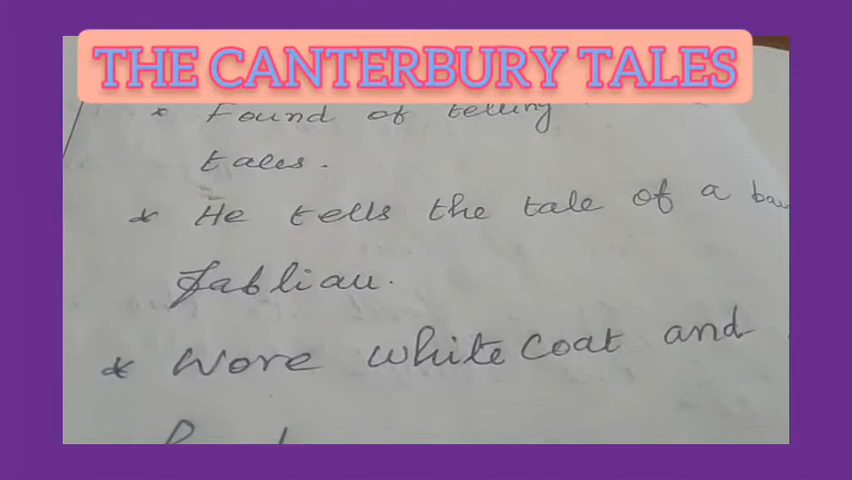 THE CANTERBURY TALES
* Found of telling
tales.
* He tells the tale of a
fabliau.
* Wore white coat and